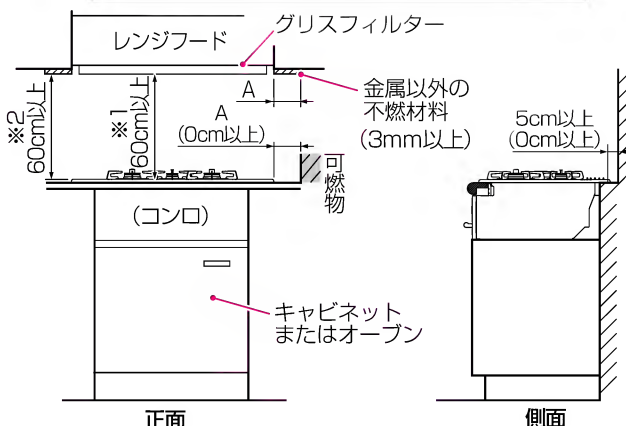 レンジフード
グリスフィルター
※2
60cm以上
※1
60cm以上
A
A
(0cm以上)
金属以外の
不燃材料
(3mm以上)
可燃物
(コンロ)
キャビネット
またはオーブン
正面
5cm以上
(0cm以上)
側面